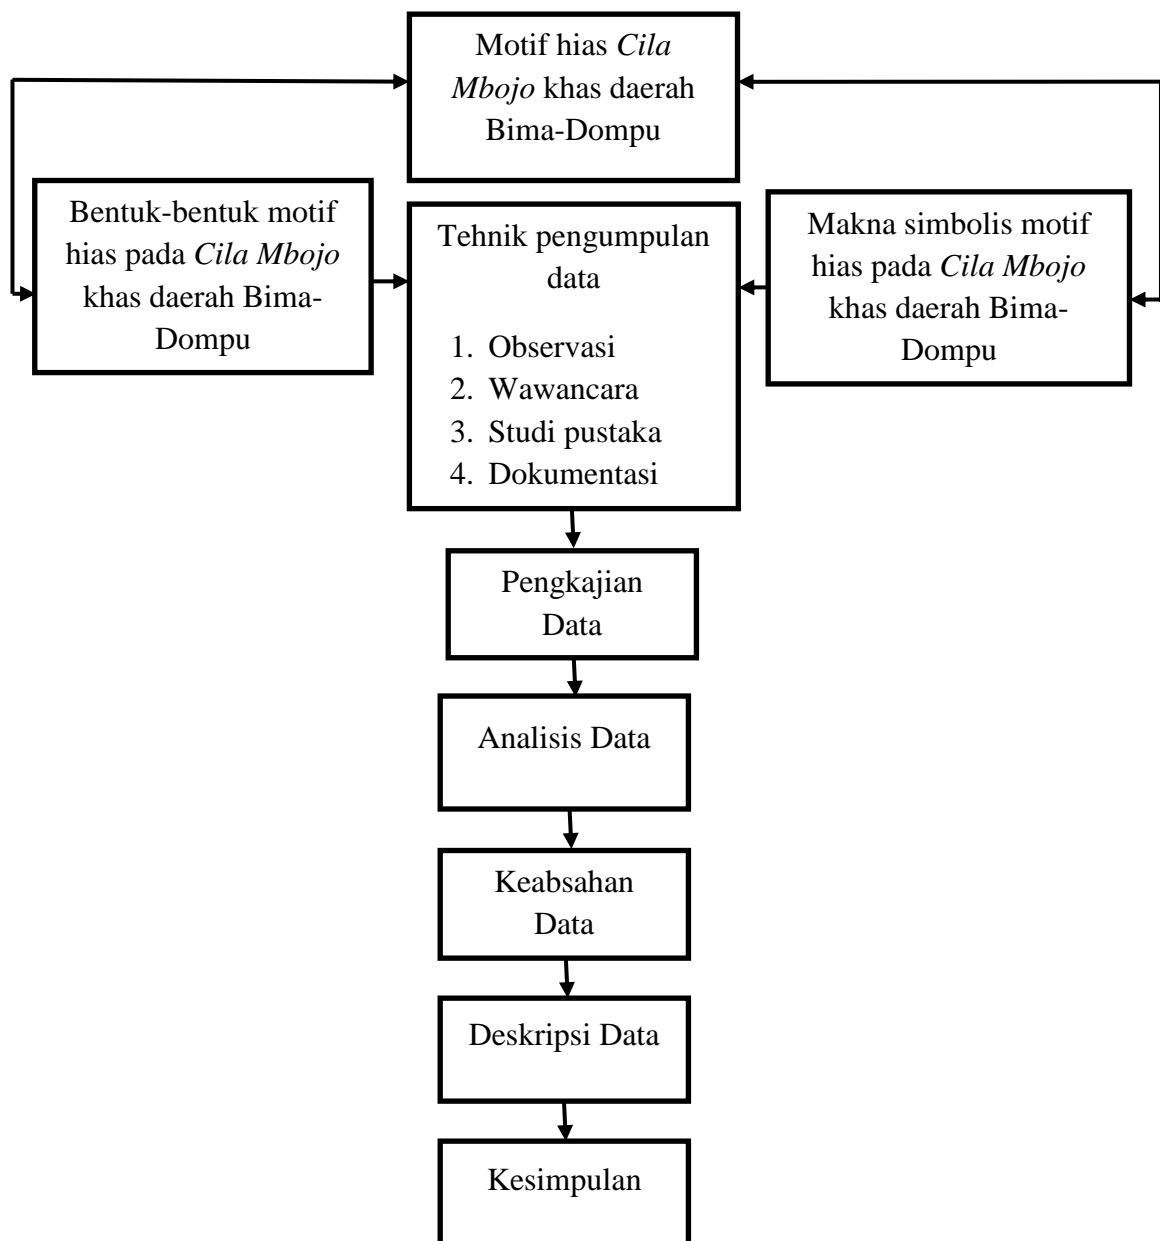 Motif hias Cila
Mbojo khas daerah
Bima-Dompu
Bentuk-bentuk motif
hias pada Cila Mbojo
khas daerah Bima-
Dompu
Tehnik pengumpulan
data
1. Observasi
2. Wawancara
3. Studi pustaka
4. Dokumentasi
Makna simbolis motif
hias pada Cila Mbojo
khas daerah Bima-
Dompu
Pengkajian
Data
Analisis Data
Keabsahan
Data
Deskripsi Data
Kesimpulan